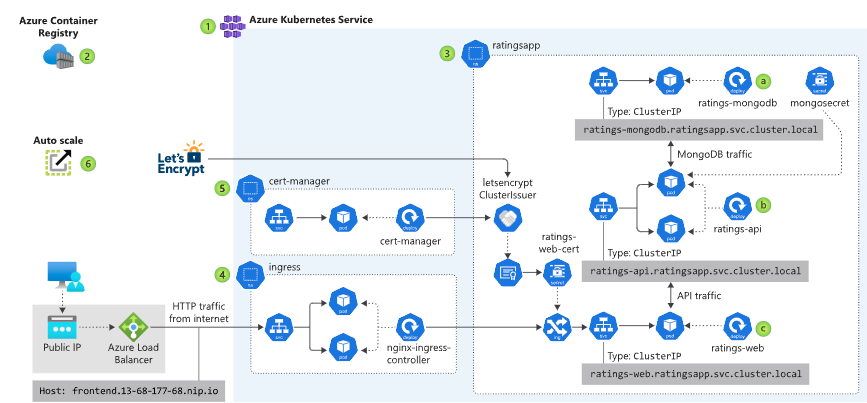 Azure Container
Registry
2
1
Azure Kubernetes Service
3
ns
ratingsapp
svc
pod
deploy
a
ratings-mongodb
secret
mongosecret
Type: ClusterIP
ratings-mongodb.ratingsapp.svc.cluster.local
MongoDB traffic
Auto scale
6
Let's
Encrypt
letsencrypt
ClusterIssuer
5
ns
cert-manager
svc
pod
deploy
cert-manager
svc
pod
pod
deploy
b
ratings-api
Type: ClusterIP
ratings-api.ratingsapp.svc.cluster.local
API traffic
ratings-
web-cert
secret
4
ns
ingress
svc
pod
pod
deploy
nginx-ingress-
controller
HTTP traffic
from internet
Public IP
Azure Load
Balancer
Host: frontend.13-68-177-68.nip.io
ing
svc
pod
deploy
c
ratings-web
Type: ClusterIP
ratings-web.ratingsapp.svc.cluster.local